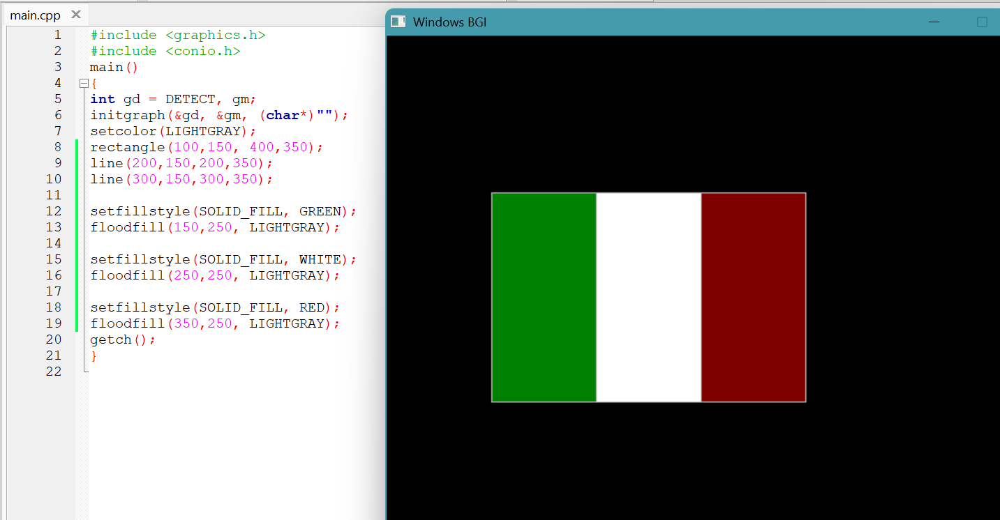 main.cpp
Windows BGI
1 #include <graphics.h>
2 #include <conio.h>
3 main()
4 {
5 int gd = DETECT, gm;
6 initgraph(&gd, &gm, (char*)"");
7 setcolor(LIGHTGRAY);
8 rectangle(100,150, 400,350);
9 line(200,150,200,350);
10 line(300,150,300,350);
11
12 setfillstyle(SOLID_FILL, GREEN);
13 floodfill(150,250, LIGHTGRAY);
14
15 setfillstyle(SOLID_FILL, WHITE);
16 floodfill(250,250, LIGHTGRAY);
17
18 setfillstyle(SOLID_FILL, RED);
19 floodfill(350,250, LIGHTGRAY);
20 getch();
21 }
22